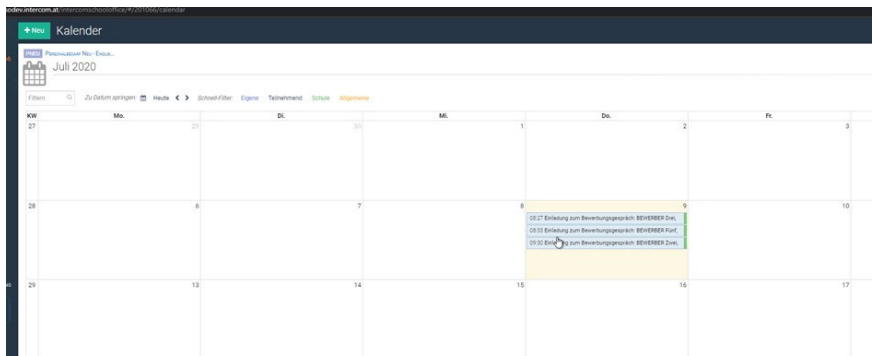 sodev.intercom.at/intercomschooloffice/#/201066/calendar
+ Neu Kalender
PNEU
Juli 2020
Filtern Zu Datum springen: Heute < > Schnell-Filter: Eigene Teilnehmend Schule Allgemeine
KW Mo. Di. Mi. Do. Fr.
27 29 30 1 2 3
28 6 7 8 9 10
08:27 Einladung zum Bewerbungsgespräch: BEWERBER Drei,
08:55 Einladung zum Bewerbungsgespräch: BEWERBER Fünf,
09:30 zum Bewerbungsgespräch: BEWERBER Zwei,
29 13 14 15 16 17